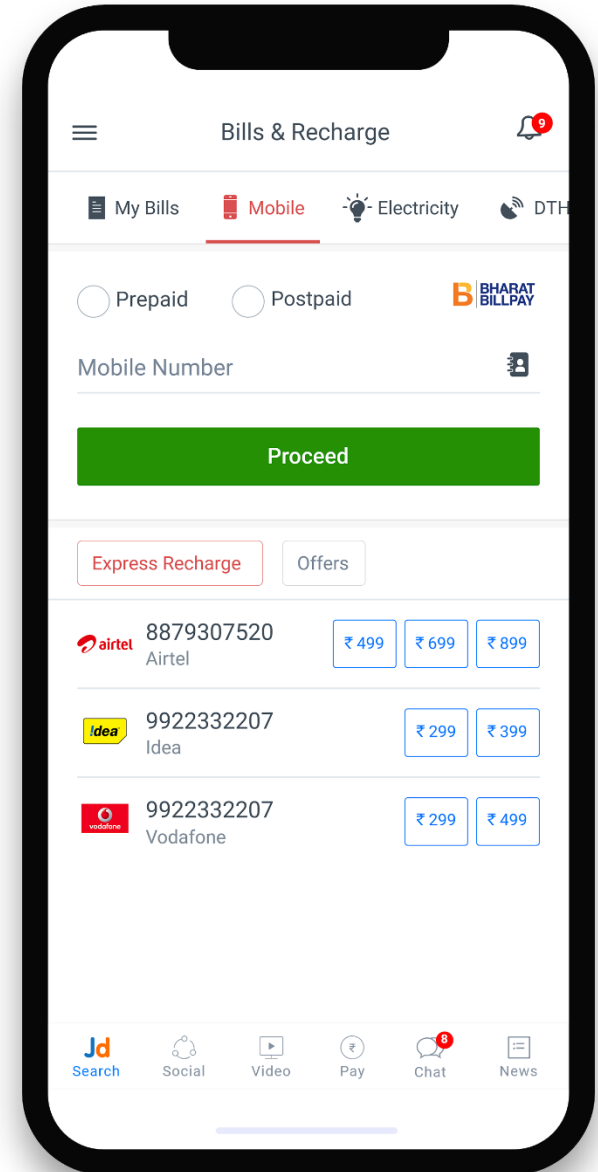 Bills & Recharge
9
My Bills Mobile Electricity DTH
Prepaid Postpaid BHARAT BILLPAY
Mobile Number
Proceed
Express Recharge Offers
airtel 8879307520 ₹ 499 ₹ 699 ₹ 899
Airtel
!dea 9922332207 ₹ 299 ₹ 399
Idea
vodafone 9922332207 ₹ 299 ₹ 499
Vodafone
Jd 8
Search Social Video Pay Chat News